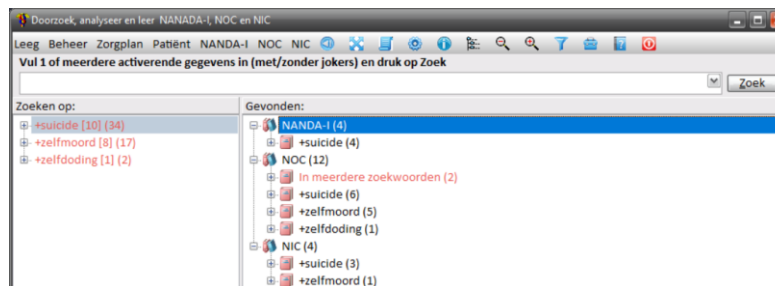 Doorzoek, analyseer en leer NANADA-I, NOC en NIC
Leeg Beheer Zorgplan Patiënt NANDA-I NOC NIC
Vul 1 of meerdere activerende gegevens in (met/zonder jokers) en druk op Zoek
Zoek
Zoeken op:
+suicide [10] (34)
+zelfmoord [8] (17)
+zelfdoding [1] (2)
Gevonden:
NANDA-I (4)
+suicide (4)
NOC (12)
In meerdere zoekwoorden (2)
+suicide (6)
+zelfmoord (5)
+zelfdoding (1)
NIC (4)
+suicide (3)
+zelfmoord (1)